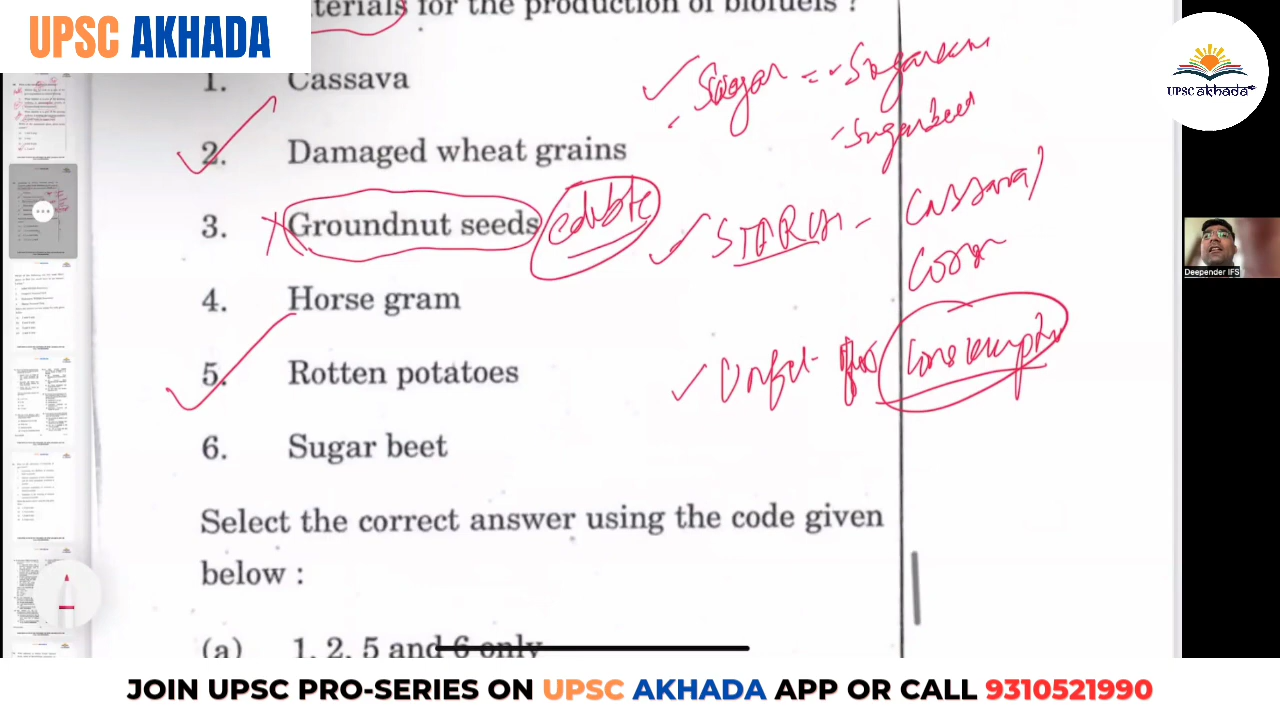 UPSC AKHADA
terials for the production of biofuels ?
1. Cassava
2. Damaged wheat grains
3. Groundnut seeds edible
4. Horse gram
5. Rotten potatoes
6. Sugar beet
Select the correct answer using the code given
below :
(a) 1, 2, 5 and 6 only
Sugar = - Sugarcane
- Sugarbeet
STARCH - Cassava
Corn
Unfit for Consumption
UPSC
akhada
Deepender IFS
JOIN UPSC PRO-SERIES ON UPSC AKHADA APP OR CALL 9310521990